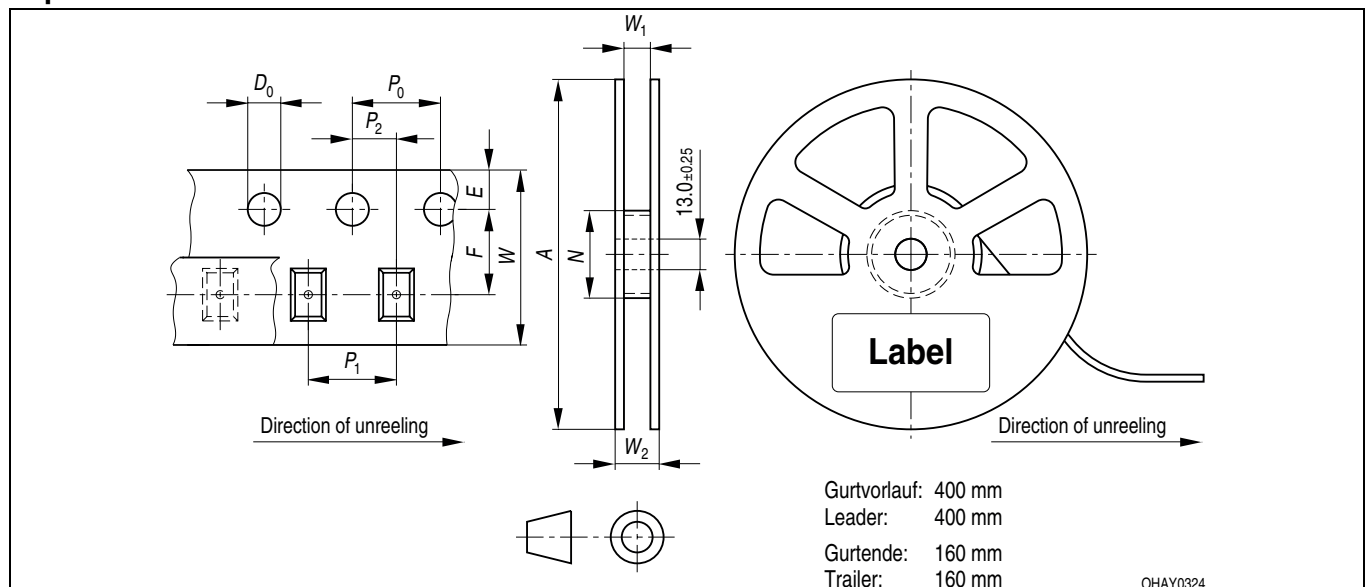 W1
D0
P0
P2
E
F
W
A
N
13.0±0.25
P1
W2
Label
Direction of unreeling
Direction of unreeling
Gurtvorlauf: 400 mm
Leader: 400 mm
Gurtende: 160 mm
Trailer: 160 mm
OHAY0324